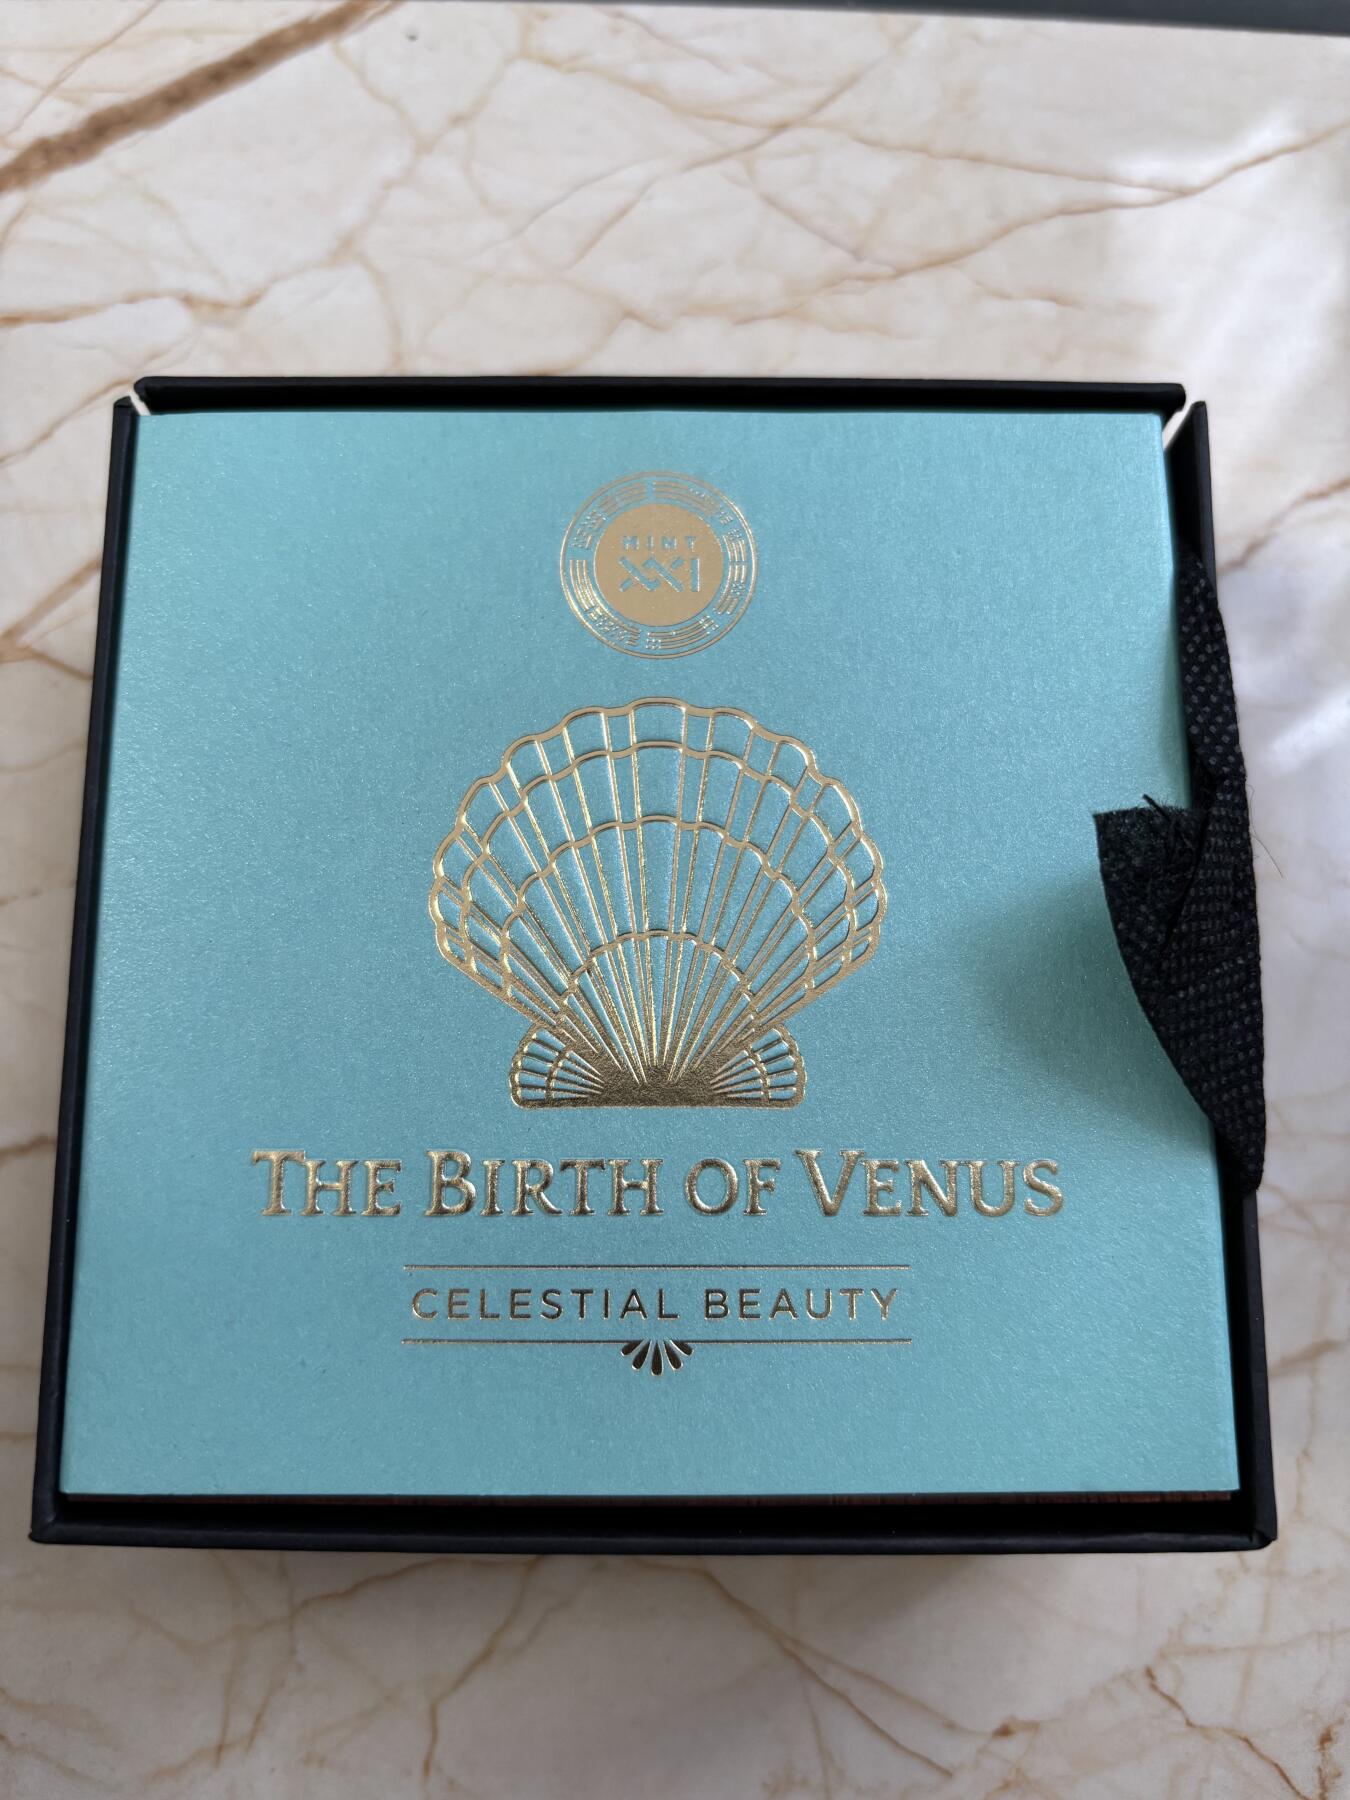 MINT
XXI
THE BIRTH OF VENUS
CELESTIAL BEAUTY